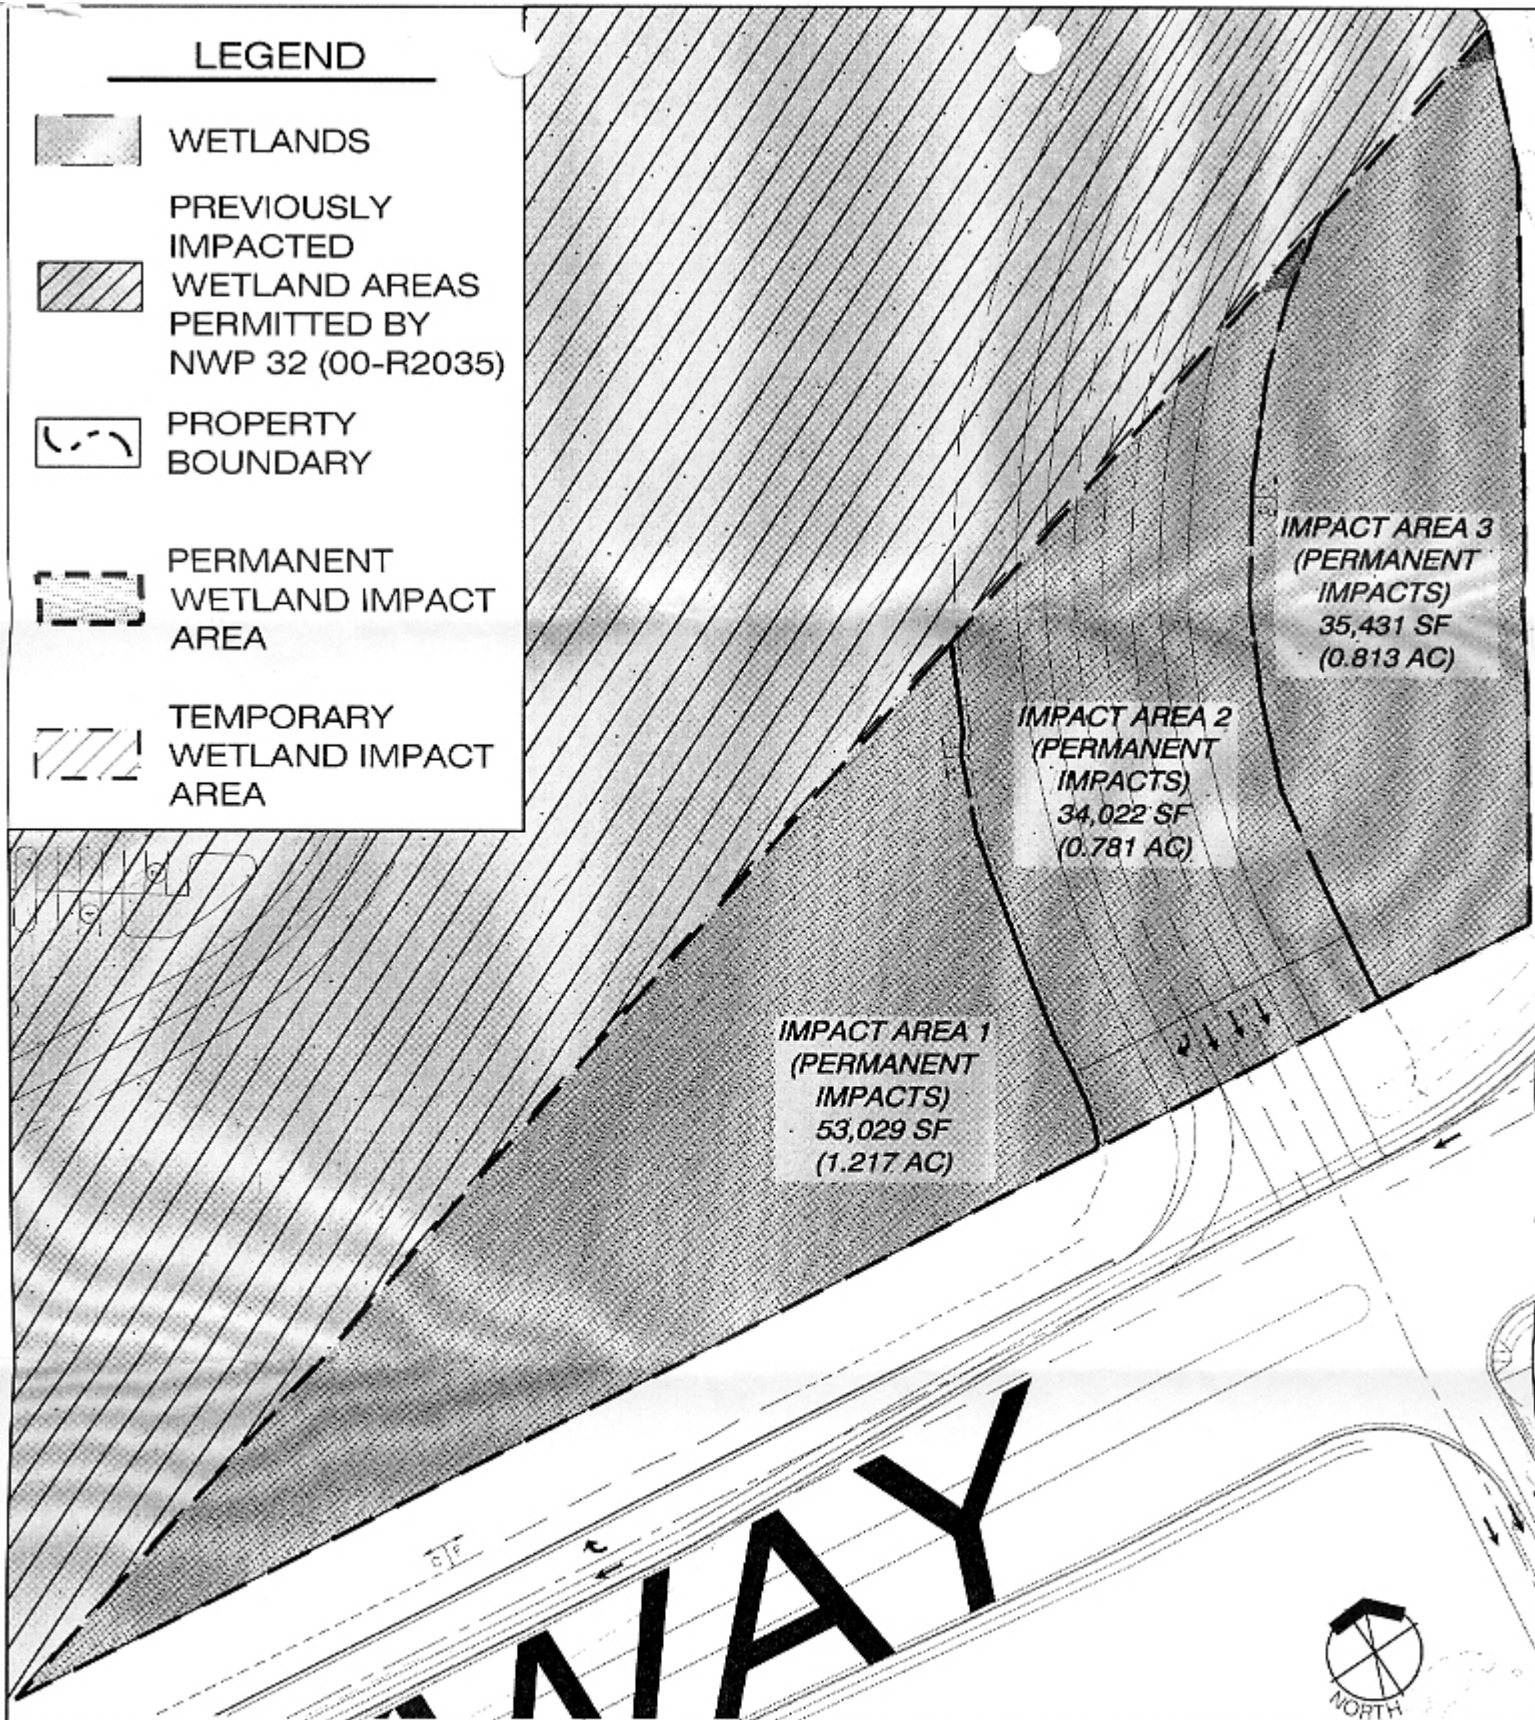 LEGEND
WETLANDS
PREVIOUSLY
IMPACTED
WETLAND AREAS
PERMITTED BY
NWP 32 (00-R2035)
PROPERTY
BOUNDARY
PERMANENT
WETLAND IMPACT
AREA
TEMPORARY
WETLAND IMPACT
AREA
IMPACT AREA 3
(PERMANENT
IMPACTS)
35,431 SF
(0.813 AC)
IMPACT AREA 2
(PERMANENT
IMPACTS)
34,022 SF
(0.781 AC)
IMPACT AREA 1
(PERMANENT
IMPACTS)
53,029 SF
(1.217 AC)
WAY
NORTH